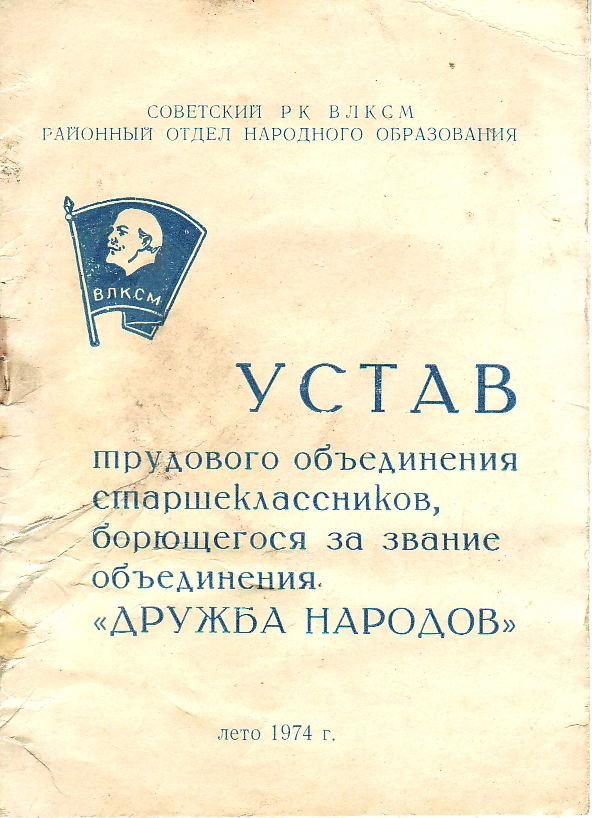 СОВЕТСКИЙ РК ВЛКСМ
РАЙОННЫЙ ОТДЕЛ НАРОДНОГО ОБРАЗОВАНИЯ
ВЛКСМ
УСТАВ
трудового объединения
старшеклассников,
борющегося за звание
объединения
«ДРУЖБА НАРОДОВ»
лето 1974 г.